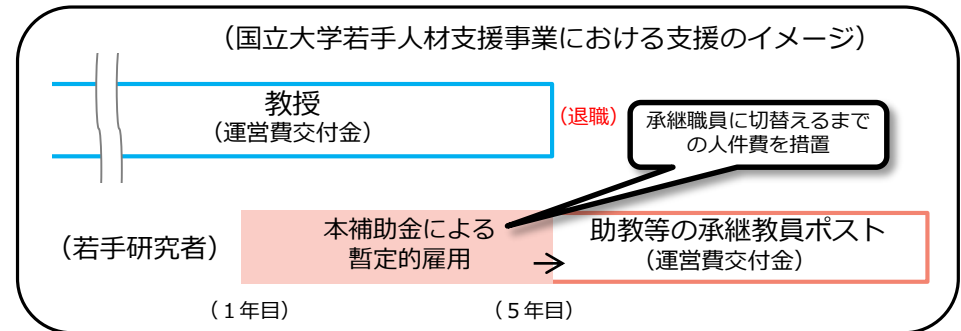 （国立大学若手人材支援事業における支援のイメージ）
教授
（運営費交付金）
（退職）
承継職員に切替えるまで
の人件費を措置
（若手研究者）
本補助金による
暫定的雇用
→
助教等の承継教員ポスト
（運営費交付金）
（１年目）
（５年目）